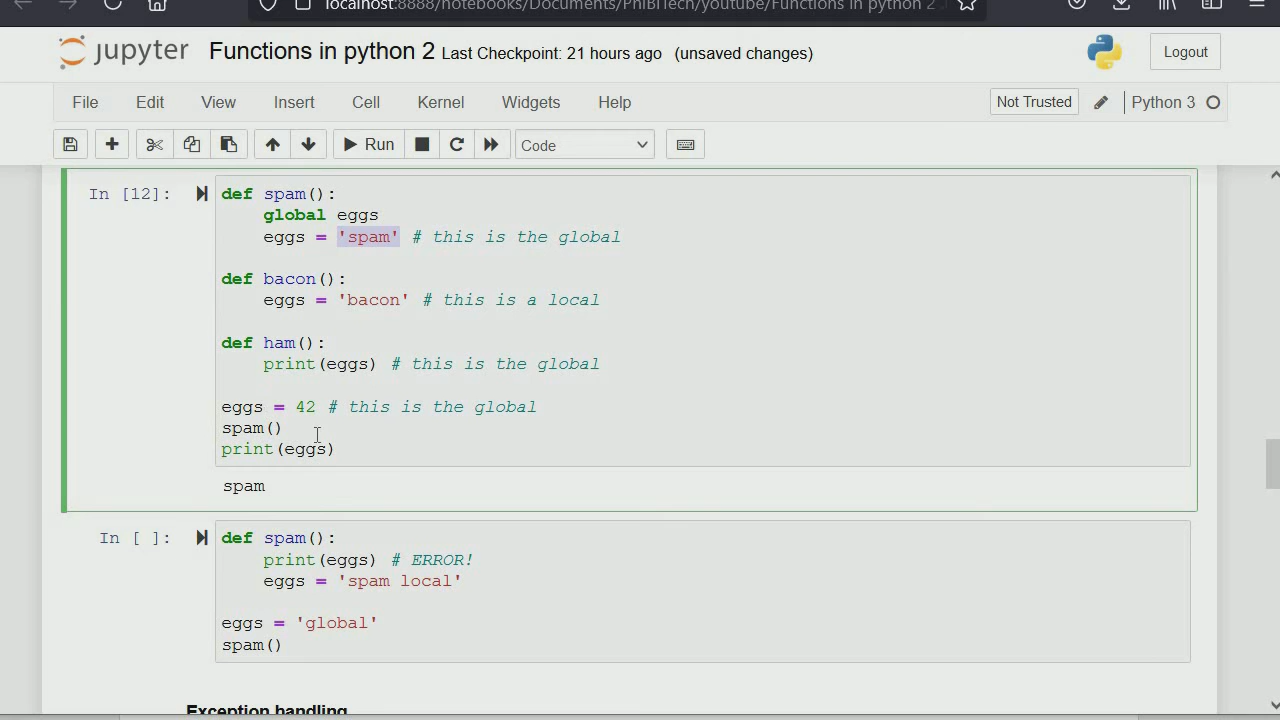 localhost:8888/notebooks/Documents/PhiBiTech/youtube/Functions in python 2
jupyter Functions in python 2 Last Checkpoint: 21 hours ago (unsaved changes) Logout
File Edit View Insert Cell Kernel Widgets Help Not Trusted Python 3
Run Code
In [12]: def spam():
global eggs
eggs = 'spam' # this is the global
def bacon():
eggs = 'bacon' # this is a local
def ham():
print(eggs) # this is the global
eggs = 42 # this is the global
spam()
print(eggs)
spam
In [ ]: def spam():
print(eggs) # ERROR!
eggs = 'spam local'
eggs = 'global'
spam()
Exception handling